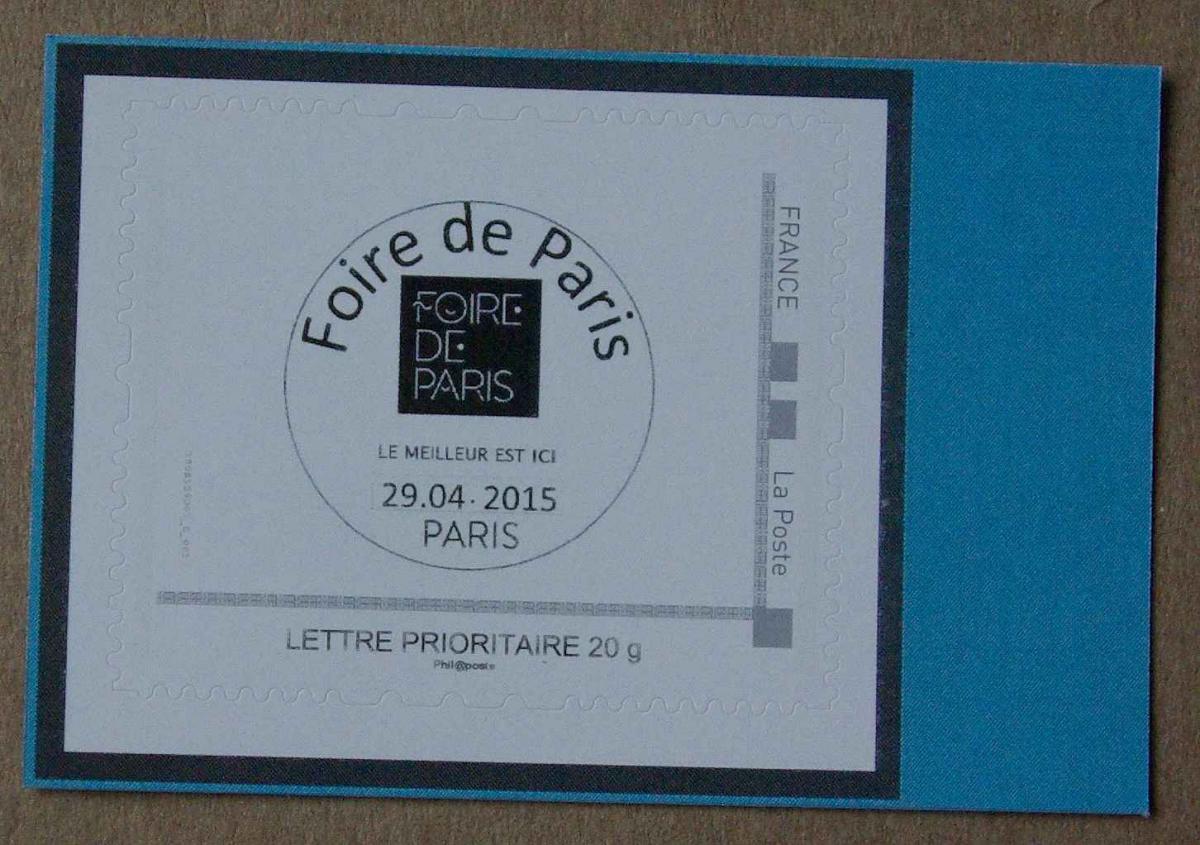 Foire de Paris
FOIRE
DE
PARIS
LE MEILLEUR EST ICI
29.04.2015
PARIS
FRANCE
La Poste
LETTRE PRIORITAIRE 20 g
Phil@poste